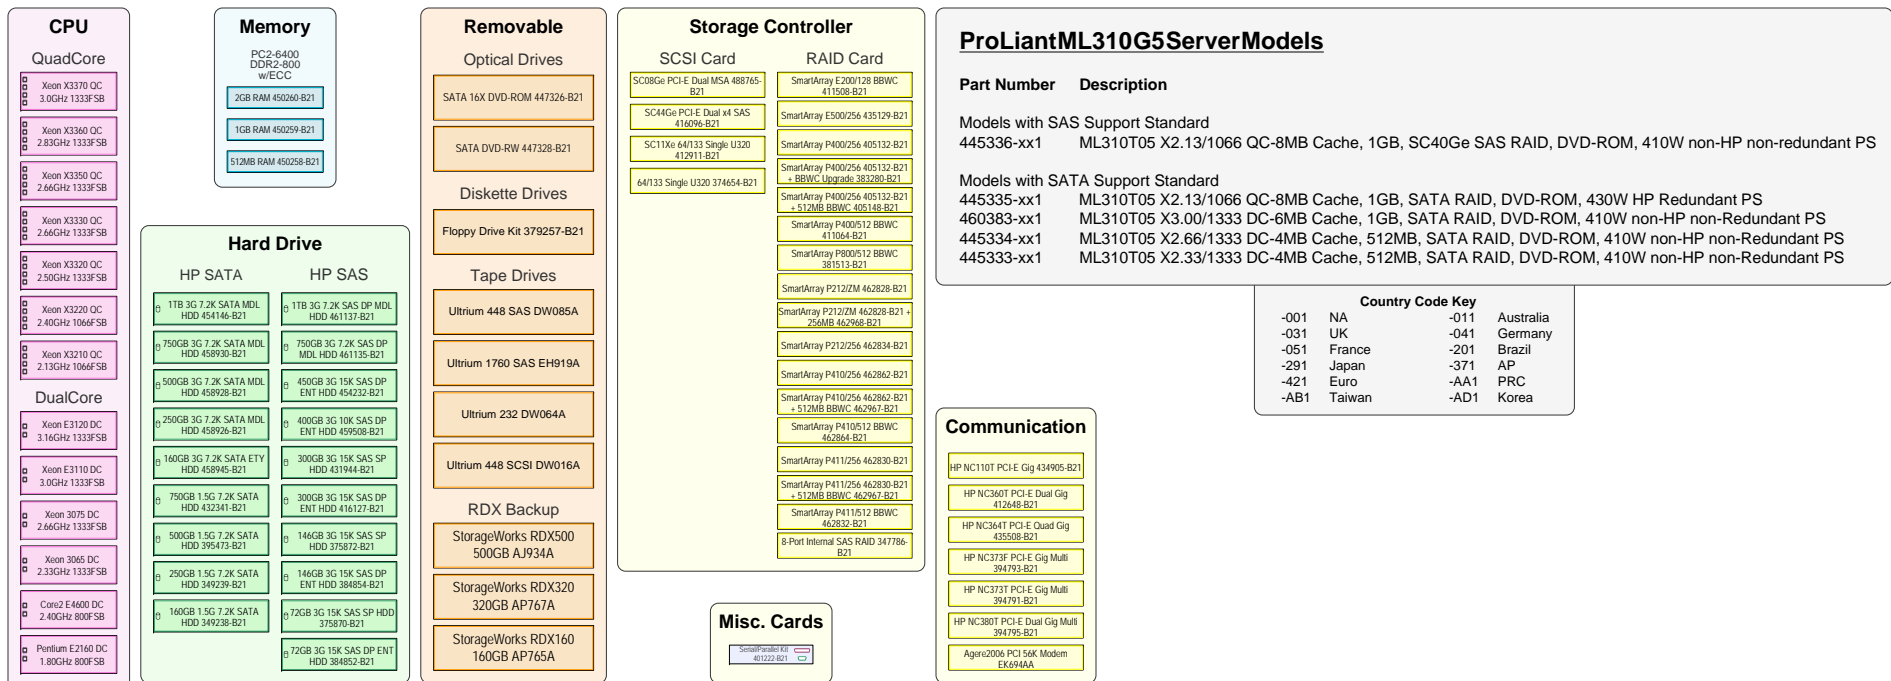 CPU
QuadCore
Xeon X3370 QC
3.0GHz 1333FSB
Xeon X3360 QC
2.83GHz 1333FSB
Xeon X3350 QC
2.66GHz 1333FSB
Xeon X3330 QC
2.66GHz 1333FSB
Xeon X3320 QC
2.50GHz 1333FSB
Xeon X3220 QC
2.40GHz 1066FSB
Xeon X3210 QC
2.13GHz 1066FSB
DualCore
Xeon E3120 DC
3.16GHz 1333FSB
Xeon E3110 DC
3.0GHz 1333FSB
Xeon 3075 DC
2.66GHz 1333FSB
Xeon 3065 DC
2.33GHz 1333FSB
Core2 E4600 DC
2.40GHz 800FSB
Pentium E2160 DC
1.80GHz 800FSB
Memory
PC2-6400
DDR2-800
w/ECC
2GB RAM 450260-B21
1GB RAM 450259-B21
512MB RAM 450258-B21
Hard Drive
HP SATA
1TB 3G 7.2K SATA MDL
HDD 454146-B21
750GB 3G 7.2K SATA MDL
HDD 458930-B21
500GB 3G 7.2K SATA MDL
HDD 458928-B21
250GB 3G 7.2K SATA MDL
HDD 458926-B21
160GB 3G 7.2K SATA ETY
HDD 458945-B21
750GB 1.5G 7.2K SATA
HDD 432341-B21
500GB 1.5G 7.2K SATA
HDD 395473-B21
250GB 1.5G 7.2K SATA
HDD 349239-B21
160GB 1.5G 7.2K SATA
HDD 349238-B21
HP SAS
1TB 3G 7.2K SAS DP MDL
HDD 461137-B21
750GB 3G 7.2K SAS DP
MDL HDD 461135-B21
450GB 3G 15K SAS DP
ENT HDD 454232-B21
400GB 3G 10K SAS DP
ENT HDD 459508-B21
300GB 3G 15K SAS SP
HDD 431944-B21
300GB 3G 15K SAS DP
ENT HDD 416127-B21
146GB 3G 15K SAS SP
HDD 375872-B21
146GB 3G 15K SAS DP
ENT HDD 384854-B21
72GB 3G 15K SAS SP HDD
375870-B21
72GB 3G 15K SAS DP ENT
HDD 384852-B21
Removable
Optical Drives
SATA 16X DVD-ROM 447326-B21
SATA DVD-RW 447328-B21
Diskette Drives
Floppy Drive Kit 379257-B21
Tape Drives
Ultrium 448 SAS DW085A
Ultrium 1760 SAS EH919A
Ultrium 232 DW064A
Ultrium 448 SCSI DW016A
RDX Backup
StorageWorks RDX500
500GB AJ934A
StorageWorks RDX320
320GB AP767A
StorageWorks RDX160
160GB AP765A
Storage Controller
SCSI Card
SC08Ge PCI-E Dual MSA 488765-
B21
SC44Ge PCI-E Dual x4 SAS
416096-B21
SC11Xe 64/133 Single U320
412911-B21
64/133 Single U320 374654-B21
RAID Card
SmartArray E200/128 BBWC
411508-B21
SmartArray E500/256 435129-B21
SmartArray P400/256 405132-B21
SmartArray P400/256 405132-B21
+ BBWC Upgrade 383280-B21
SmartArray P400/256 405132-B21
+ 512MB BBWC 405148-B21
SmartArray P400/512 BBWC
411064-B21
SmartArray P800/512 BBWC
381513-B21
SmartArray P212/ZM 462828-B21
SmartArray P212/ZM 462828-B21 +
256MB 462968-B21
SmartArray P212/256 462834-B21
SmartArray P410/256 462862-B21
SmartArray P410/256 462862-B21
+ 512MB BBWC 462967-B21
SmartArray P410/512 BBWC
462864-B21
SmartArray P411/256 462830-B21
SmartArray P411/256 462830-B21
+ 512MB BBWC 462967-B21
SmartArray P411/512 BBWC
462832-B21
8-Port Internal SAS RAID 347786-
B21
Misc. Cards
Serial/Parallel Kit
401222-B21
ProLiantML310G5ServerModels
Part Number Description
Models with SAS Support Standard
445336-xx1 ML310T05 X2.13/1066 QC-8MB Cache, 1GB, SC40Ge SAS RAID, DVD-ROM, 410W non-HP non-redundant PS
Models with SATA Support Standard
445335-xx1 ML310T05 X2.13/1066 QC-8MB Cache, 1GB, SATA RAID, DVD-ROM, 430W HP Redundant PS
460383-xx1 ML310T05 X3.00/1333 DC-6MB Cache, 1GB, SATA RAID, DVD-ROM, 410W non-HP non-Redundant PS
445334-xx1 ML310T05 X2.66/1333 DC-4MB Cache, 512MB, SATA RAID, DVD-ROM, 410W non-HP non-Redundant PS
445333-xx1 ML310T05 X2.33/1333 DC-4MB Cache, 512MB, SATA RAID, DVD-ROM, 410W non-HP non-Redundant PS
Country Code Key
-001 NA -011 Australia
-031 UK -041 Germany
-051 France -201 Brazil
-291 Japan -371 AP
-421 Euro -AA1 PRC
-AB1 Taiwan -AD1 Korea
Communication
HP NC110T PCI-E Gig 434905-B21
HP NC360T PCI-E Dual Gig
412648-B21
HP NC364T PCI-E Quad Gig
435508-B21
HP NC373F PCI-E Gig Multi
394793-B21
HP NC373T PCI-E Gig Multi
394791-B21
HP NC380T PCI-E Dual Gig Multi
394795-B21
Agere2006 PCI 56K Modem
EK694AA